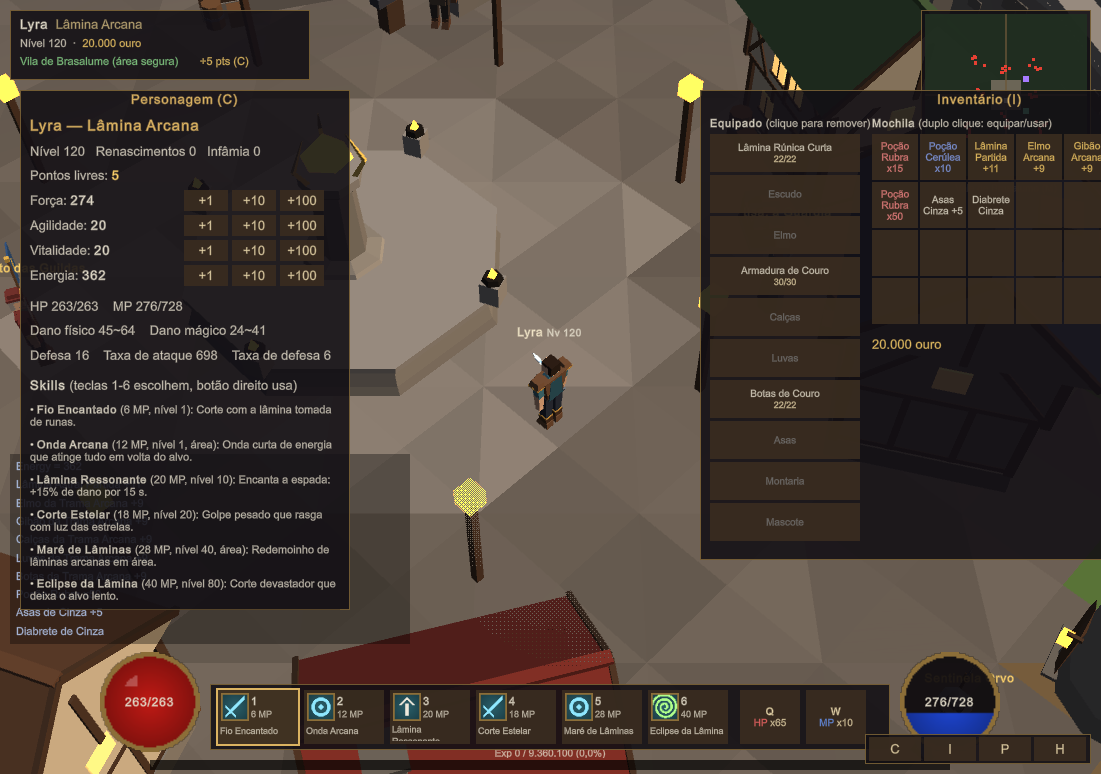 Lyra Lâmina Arcana
Nível 120 · 20.000 ouro
Vila de Brasalume (área segura) +5 pts (C)
Personagem (C)
Lyra — Lâmina Arcana
Nível 120 Renascimentos 0 Infâmia 0
Pontos livres: 5
Força: 274 +1 +10 +100
Agilidade: 20 +1 +10 +100
Vitalidade: 20 +1 +10 +100
Energia: 362 +1 +10 +100
HP 263/263 MP 276/728
Dano físico 45~64 Dano mágico 24~41
Defesa 16 Taxa de ataque 698 Taxa de defesa 6
Skills (teclas 1-6 escolhem, botão direito usa)
• Fio Encantado (6 MP, nível 1): Corte com a lâmina tomada
de runas.
• Onda Arcana (12 MP, nível 1, área): Onda curta de energia
que atinge tudo em volta do alvo.
• Lâmina Ressonante (20 MP, nível 10): Encanta a espada:
+15% de dano por 15 s.
• Corte Estelar (18 MP, nível 20): Golpe pesado que rasga
com luz das estrelas.
• Maré de Lâminas (28 MP, nível 40, área): Redemoinho de
lâminas arcanas em área.
• Eclipse da Lâmina (40 MP, nível 80): Corte devastador que
deixa o alvo lento.
Asas de Cinza +5
Diabrete de Cinza
Lyra Nv 120
Inventário (I)
Equipado (clique para remover)
Lâmina Rúnica Curta
22/22
Escudo
Elmo
Armadura de Couro
30/30
Calças
Luvas
Botas de Couro
22/22
Asas
Montaria
Mascote
Mochila (duplo clique: equipar/usar)
Poção
Rubra
x15
Poção
Cerúlea
x10
Lâmina
Partida
+11
Elmo
Arcana
+9
Gibão
Arcana
+9
Poção
Rubra
x50
Asas
Cinza +5
Diabrete
Cinza
20.000 ouro
263/263
1
6 MP
Fio Encantado
2
12 MP
Onda Arcana
3
20 MP
Lâmina
Ressonante
4
18 MP
Corte Estelar
5
28 MP
Maré de Lâminas
6
40 MP
Eclipse da Lâmina
Q
HP x65
W
MP x10
276/728
Exp 0 / 9.360.100 (0,0%)
C I P H